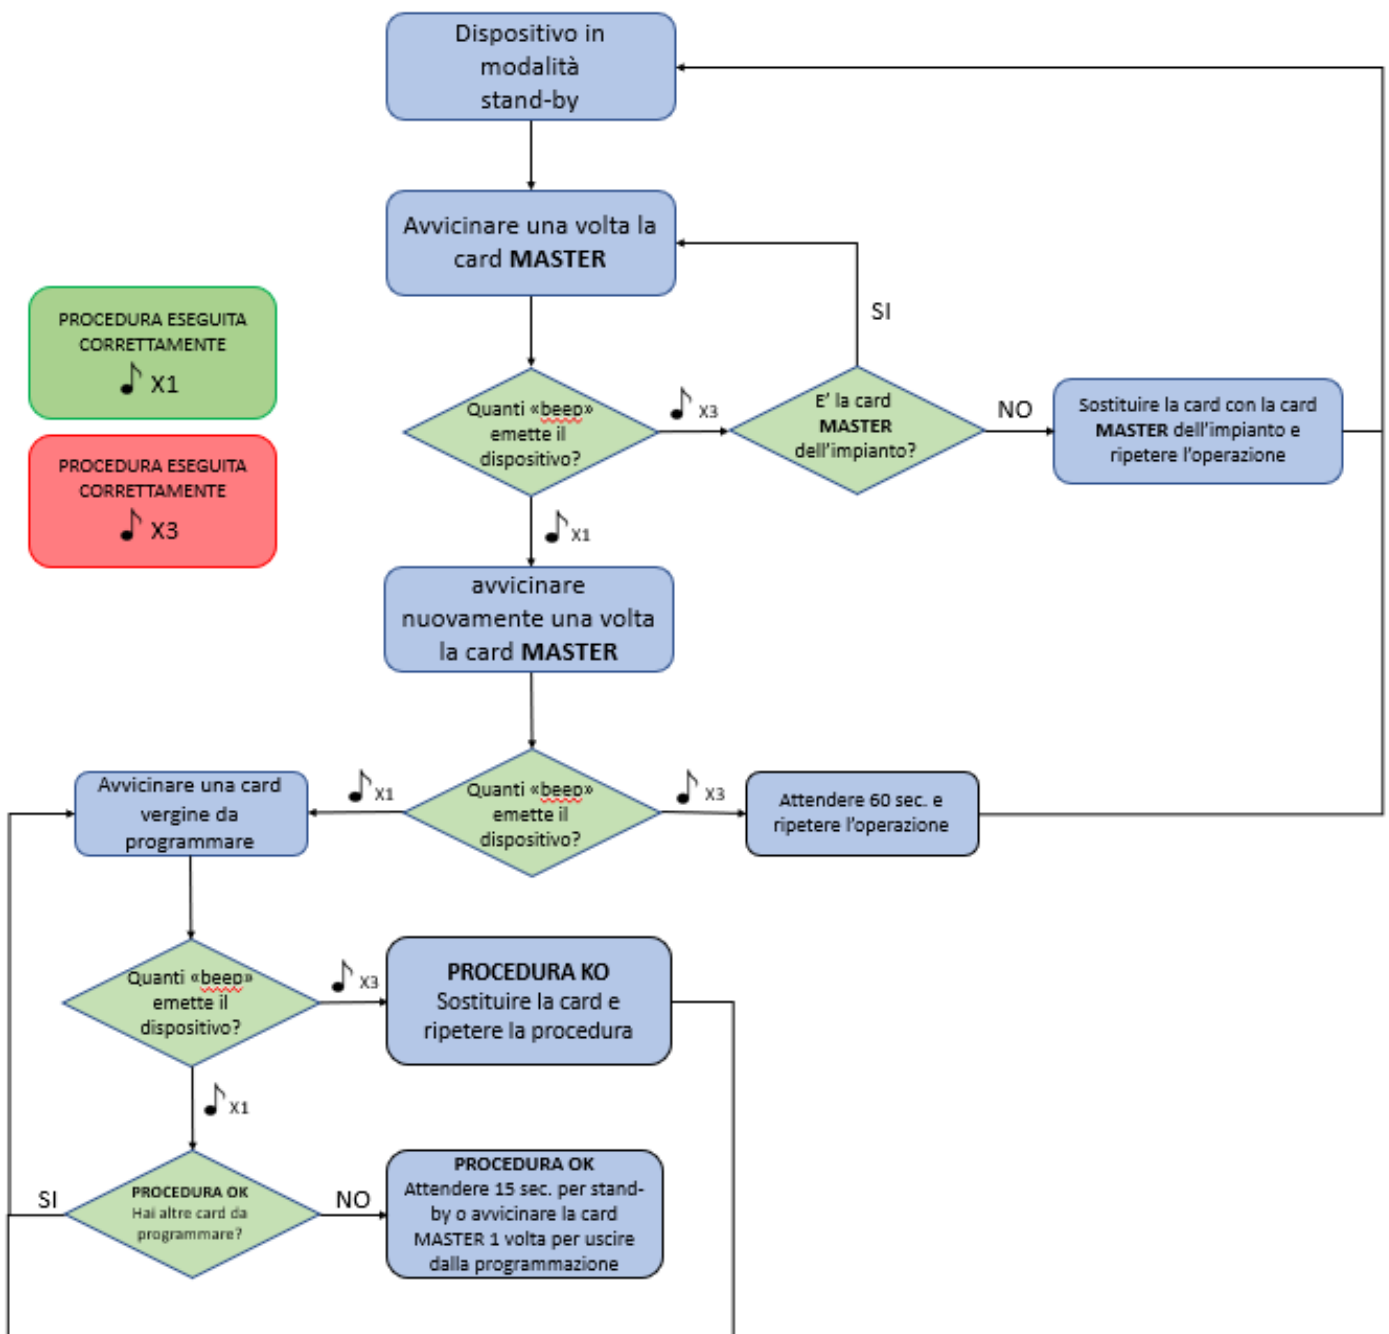 Dispositivo in
modalità
stand-by
Avvicinare una volta la
card MASTER
SI
PROCEDURA ESEGUITA
CORRETTAMENTE
X1
Quanti «beep»
emette il
dispositivo?
X3
E' la card
MASTER
dell'impianto?
NO
Sostituire la card con la card
MASTER dell'impianto e
ripetere l'operazione
PROCEDURA ESEGUITA
CORRETTAMENTE
X3
X1
avvicinare
nuovamente una volta
la card MASTER
Avvicinare una card
vergine da
programmare
X1
Quanti «beep»
emette il
dispositivo?
X3
Attendere 60 sec. e
ripetere l'operazione
Quanti «beep»
emette il
dispositivo?
X3
PROCEDURA KO
Sostituire la card e
ripetere la procedura
X1
SI
PROCEDURA OK
Hai altre card da
programmare?
NO
PROCEDURA OK
Attendere 15 sec. per stand-
by o avvicinare la card
MASTER 1 volta per uscire
dalla programmazione